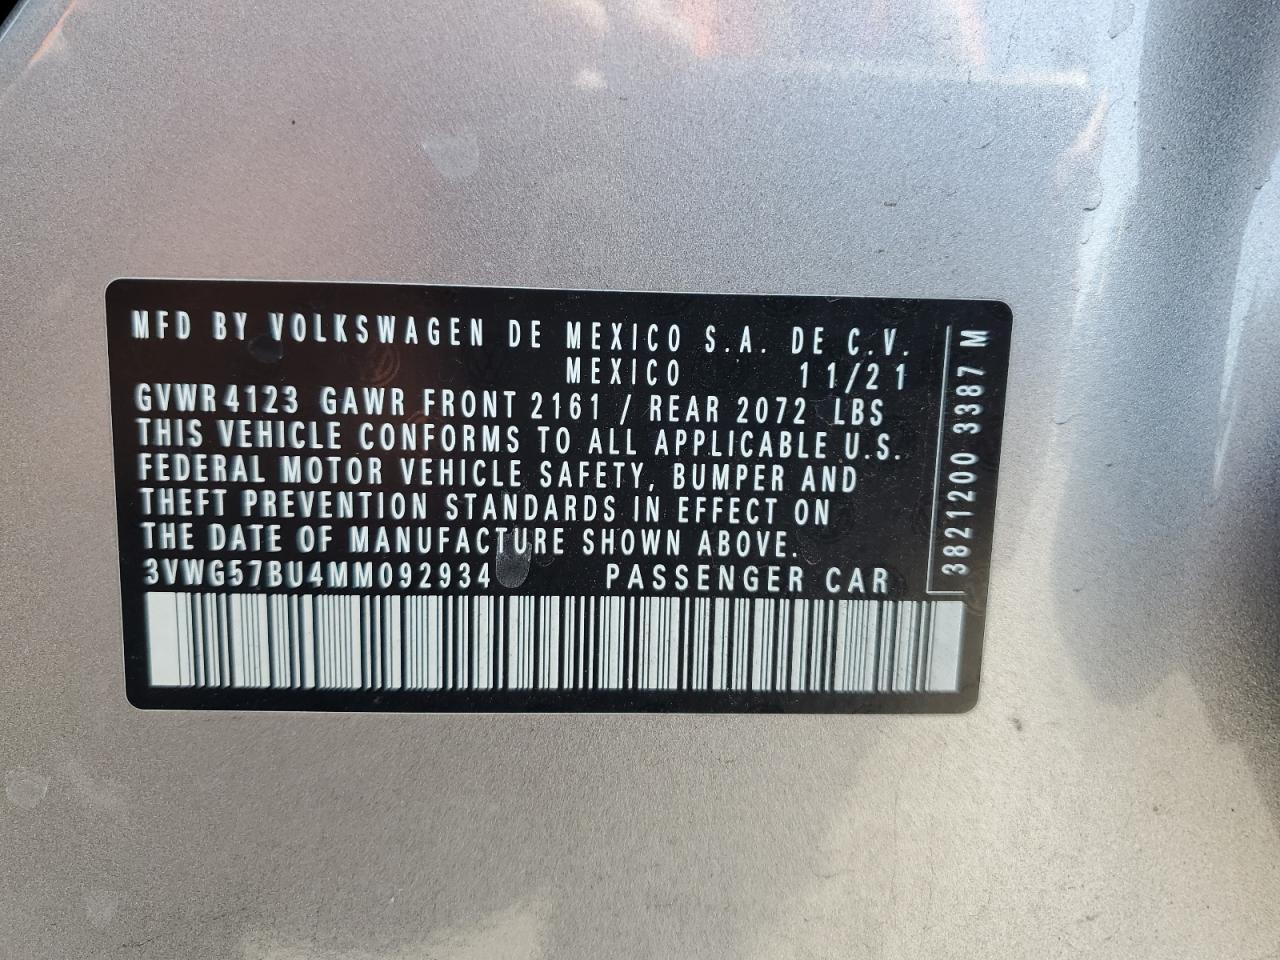 MFD BY VOLKSWAGEN DE MEXICO S.A. DE C.V.
MEXICO 11/21
GVWR 4123 GAWR FRONT 2161 / REAR 2072 LBS
THIS VEHICLE CONFORMS TO ALL APPLICABLE U.S.
FEDERAL MOTOR VEHICLE SAFETY, BUMPER AND
THEFT PREVENTION STANDARDS IN EFFECT ON
THE DATE OF MANUFACTURE SHOWN ABOVE.
3VWG57BU4MM092934 PASSENGER CAR
3821200 3387 M